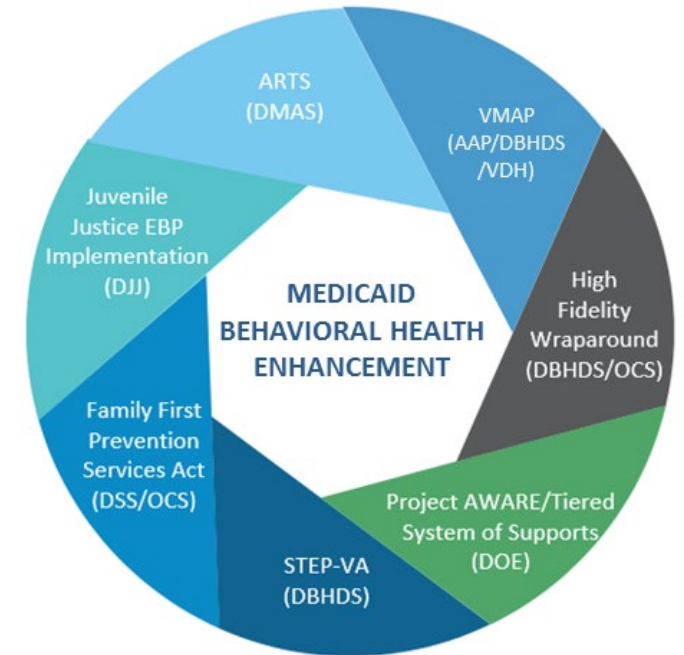 ARTS
(DMAS)
VMAP
(AAP/DBHDS
/VDH)
High
Fidelity
Wraparound
(DBHDS/OCS)
Project AWARE/Tiered
System of Supports
(DOE)
STEP-VA
(DBHDS)
Family First
Prevention
Services Act
(DSS/OCS)
Juvenile
Justice EBP
Implementation
(DJJ)
MEDICAID
BEHAVIORAL HEALTH
ENHANCEMENT